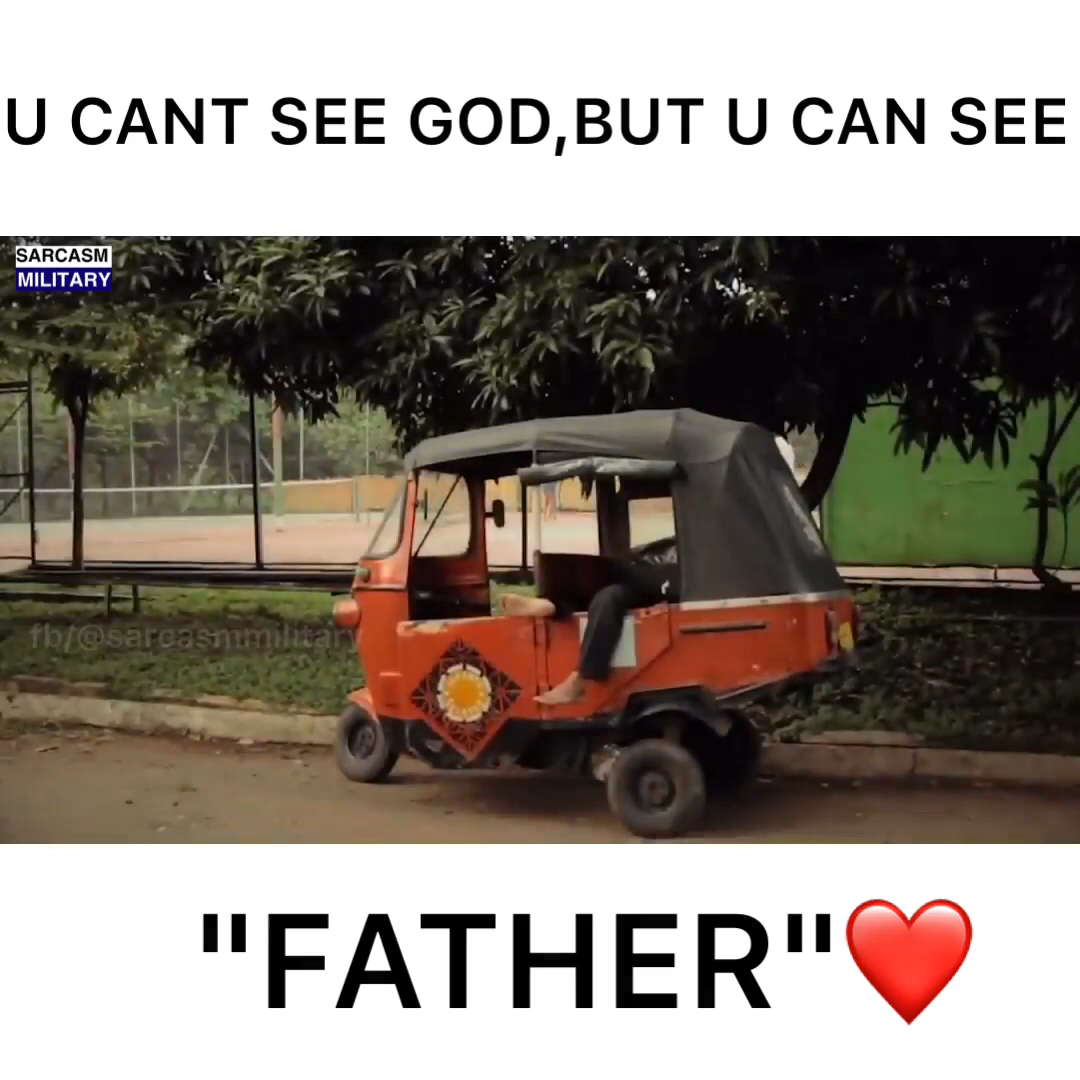 U CANT SEE GOD,BUT U CAN SEE
SARCASM
MILITARY
fb/@sarcasmmilitary
"FATHER"❤️